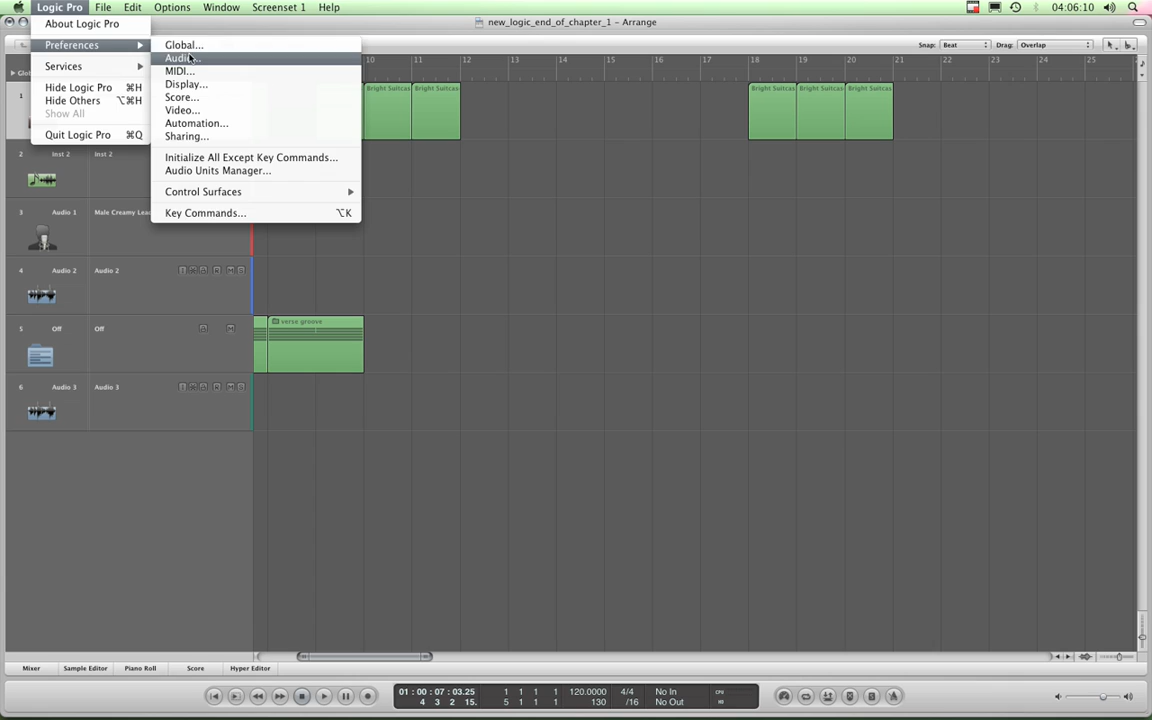 Logic Pro File Edit Options Window Screenset 1 Help 04:06:10
new_logic_end_of_chapter_1 - Arrange
About Logic Pro
Preferences
Services
Hide Logic Pro ⌘H
Hide Others ⌥⌘H
Show All
Quit Logic Pro ⌘Q
Global...
Audio...
MIDI...
Display...
Score...
Video...
Automation...
Sharing...
Initialize All Except Key Commands...
Audio Units Manager...
Control Surfaces
Key Commands... ⌥K
Snap: Beat Drag: Overlap
10 11 12 13 14 15 16 17 18 19 20 21 22 23 24 25
1 Bright Suitcas Bright Suitcas Bright Suitcas Bright Suitcas Bright Suitcas
2 Inst 2 Inst 2
3 Audio 1 Male Creamy Lea
4 Audio 2 Audio 2
5 Off Off verse groove
6 Audio 3 Audio 3
Mixer Sample Editor Piano Roll Score Hyper Editor
01:00:07:03.25 1 1 1 1 120.0000 4/4 No In CPU
4 3 2 15. 5 1 1 1 130 /16 No Out